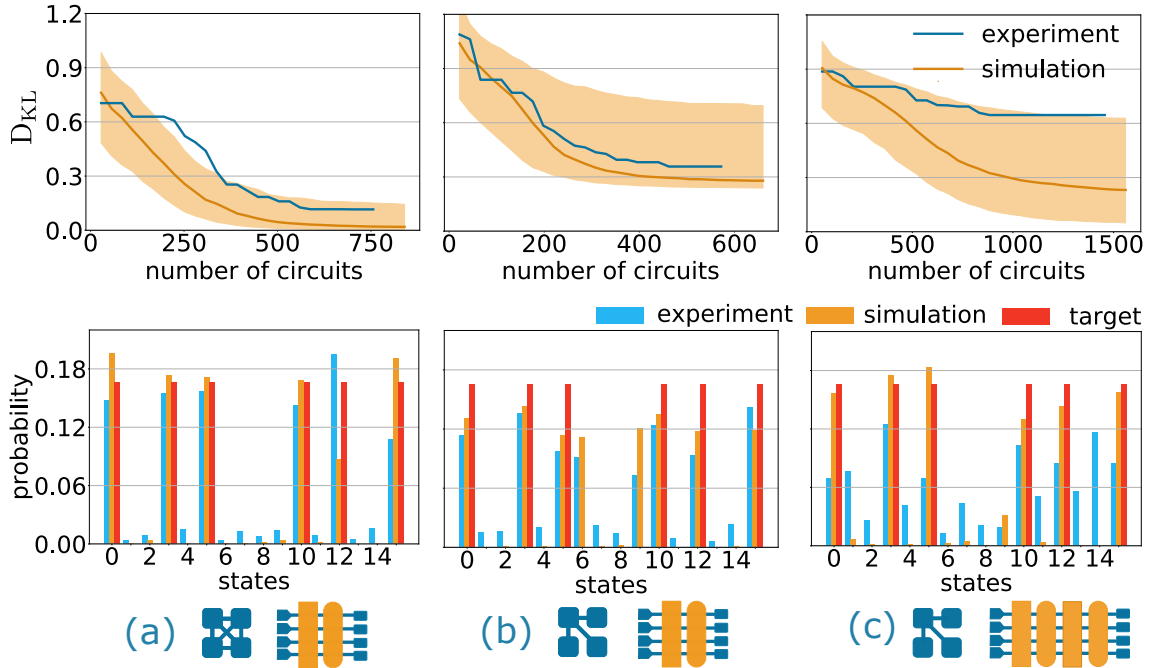 1.2
0.9
0.6
0.3
0.0
D_KL
0 250 500 750
number of circuits
0 200 400 600
number of circuits
experiment
simulation
0 500 1000 1500
number of circuits
experiment simulation target
0.18
0.12
0.06
0.00
probability
0 2 4 6 8 10 12 14
states
0 2 4 6 8 10 12 14
states
0 2 4 6 8 10 12 14
states
(a) (b) (c)